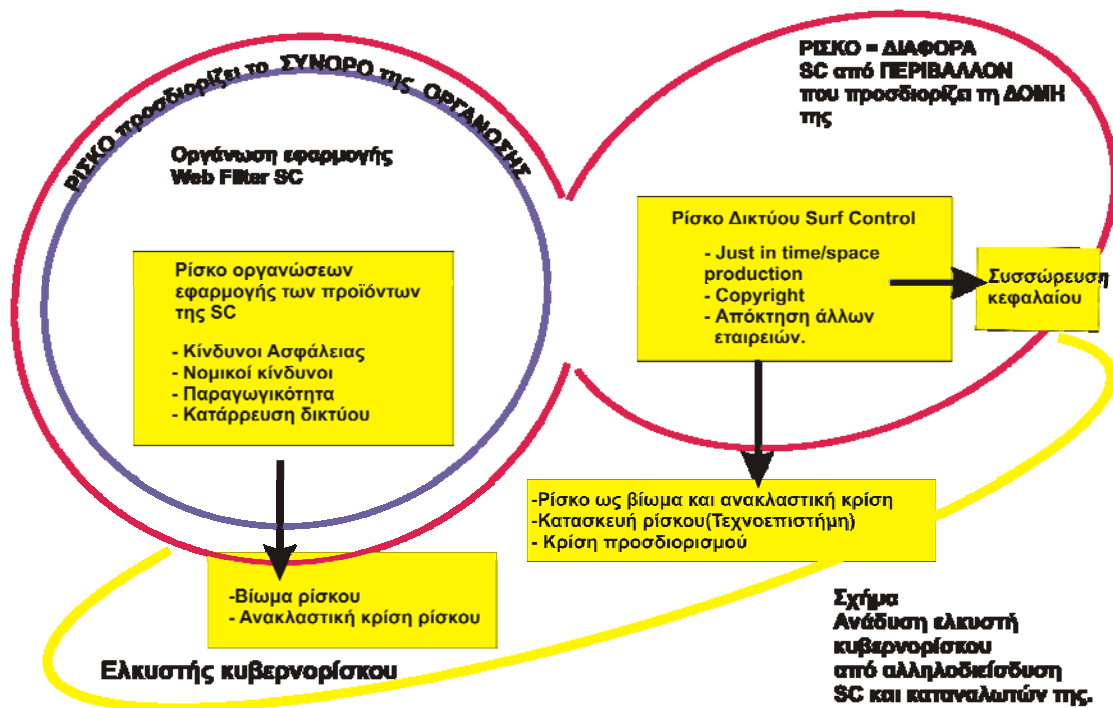 ΡΙΣΚΟ προσδιορίζει το ΣΥΝΟΡΟ της ΟΡΓΑΝΩΣΗΣ
Οργάνωση εφαρμογής
Web Filter SC
Ρίσκο οργανώσεων
εφαρμογής των προϊόντων
της SC
- Κίνδυνοι Ασφάλειας
- Νομικοί κίνδυνοι
- Παραγωγικότητα
- Κατάρρευση δικτύου
-Βίωμα ρίσκου
- Ανακλαστική κρίση ρίσκου
Ελκυστής κυβερνορίσκου
ΡΙΣΚΟ = ΔΙΑΦΟΡΑ
SC από ΠΕΡΙΒΑΛΛΟΝ
που προσδιορίζει τη ΔΟΜΗ
της
Ρίσκο Δικτύου Surf Control
- Just in time/space
production
- Copyright
- Απόκτηση άλλων
εταιρειών.
Συσσώρευση
κεφαλαίου
-Ρίσκο ως βίωμα και ανακλαστική κρίση
-Κατασκευή ρίσκου(Τεχνοεπιστήμη)
- Κρίση προσδιορισμού
Σχήμα
Ανάδυση ελκυστή
κυβερνορίσκου
από αλληλοδιείσδυση
SC και καταναλωτών της.